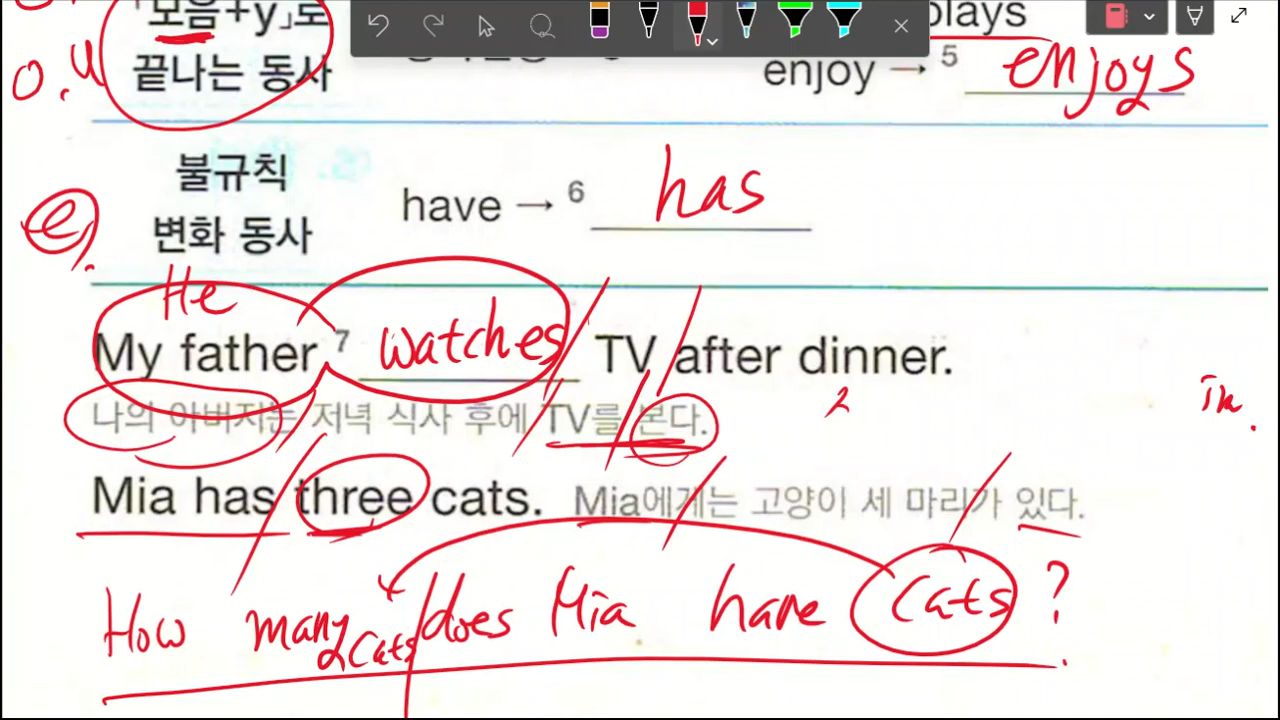 「모음+y」로
끝나는 동사
o. u
plays
enjoy → 5 enjoys
불규칙
변화 동사
have → 6 has
e
He
My father 7 watches TV after dinner.
나의 아버지는 저녁 식사 후에 TV를 본다.
Mia has three cats. Mia에게는 고양이 세 마리가 있다.
How many cats does Mia have cats ?